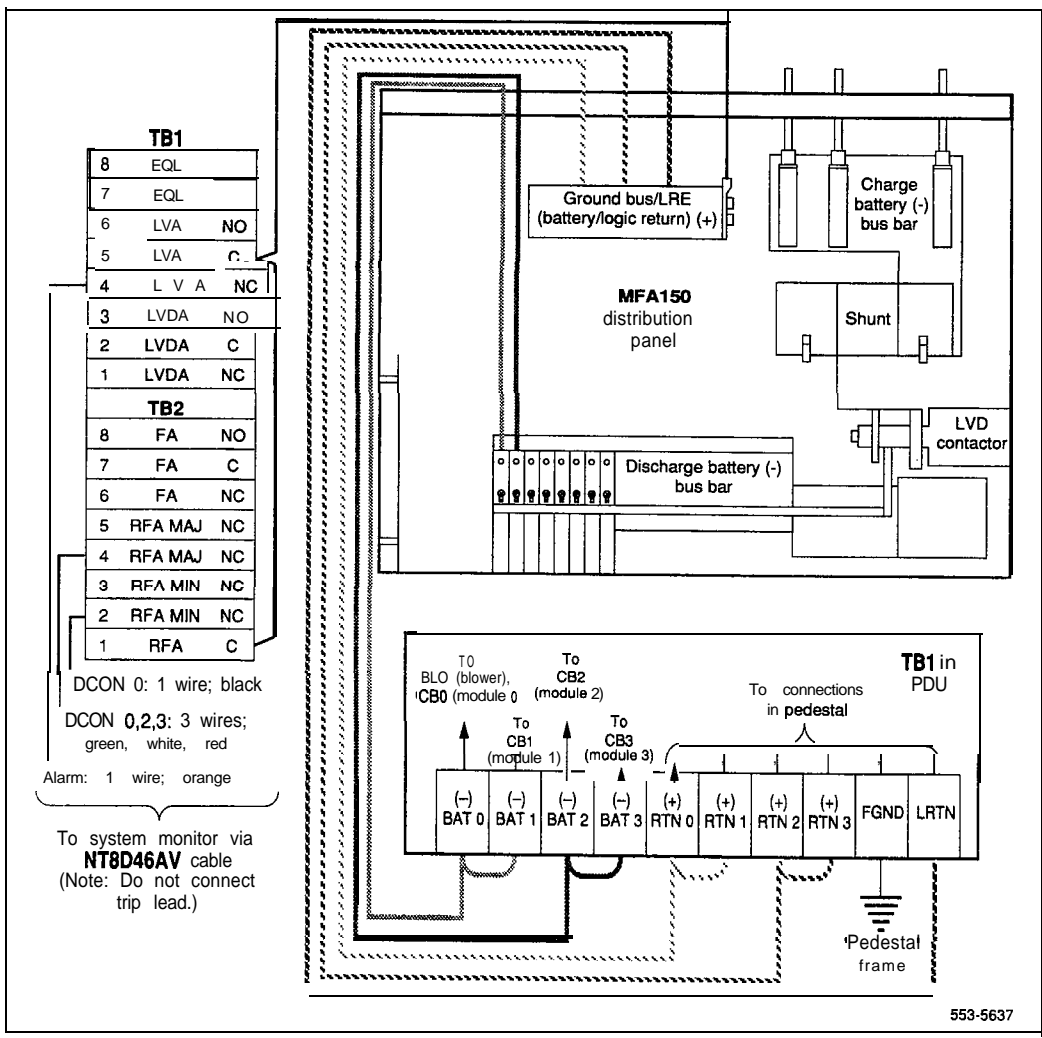 TB1
8 EQL
7 EQL
6 LVA NO
5 LVA C
4 L V A NC
3 LVDA NO
2 LVDA C
1 LVDA NC
TB2
8 FA NO
7 FA C
6 FA NC
5 RFA MAJ NC
4 RFA MAJ NC
3 RFA MIN NC
2 RFA MIN NC
1 RFA C
DCON 0: 1 wire; black
DCON 0,2,3: 3 wires;
green, white, red
Alarm: 1 wire; orange
To system monitor via
NT8D46AV cable
(Note: Do not connect
trip lead.)
Ground bus/LRE
(battery/logic return) (+)
Charge
battery (-)
bus bar
MFA150
distribution
panel
Shunt
LVD
contactor
Discharge battery (-)
bus bar
TO
BLO (blower),
CB0 (module 0
To
CB1
(module 1)
To
CB2
(module 2)
To
CB3
(module 3)
To connections
in pedestal
TB1 in
PDU
(-)
BAT 0
(-)
BAT 1
(-)
BAT 2
(-)
BAT 3
(+)
RTN 0
(+)
RTN 1
(+)
RTN 2
(+)
RTN 3
FGND
LRTN
Pedestal
frame
553-5637